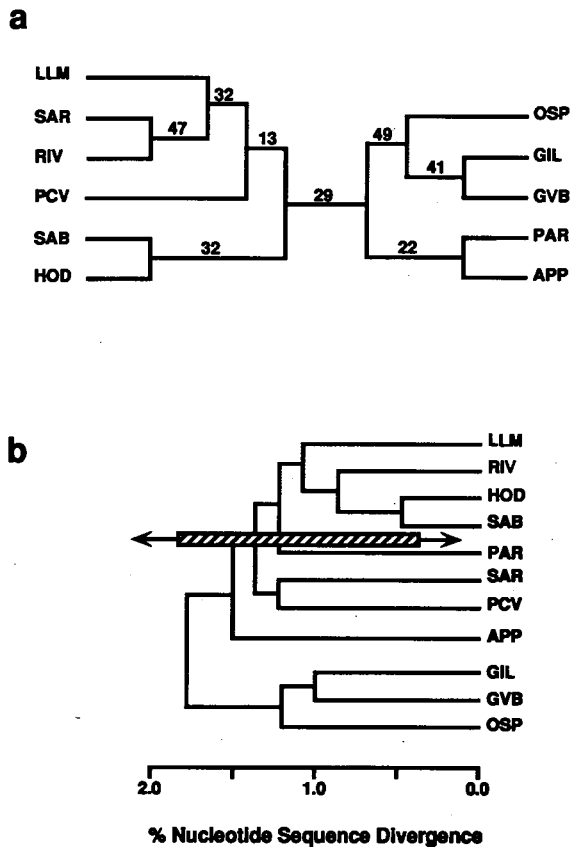 a
LLM
SAR
RIV
PCV
SAB
HOD
32
47
13
32
29
49
41
22
OSP
GIL
GVB
PAR
APP
b
LLM
RIV
HOD
SAB
PAR
SAR
PCV
APP
GIL
GVB
OSP
2.0 1.0 0.0
% Nucleotide Sequence Divergence